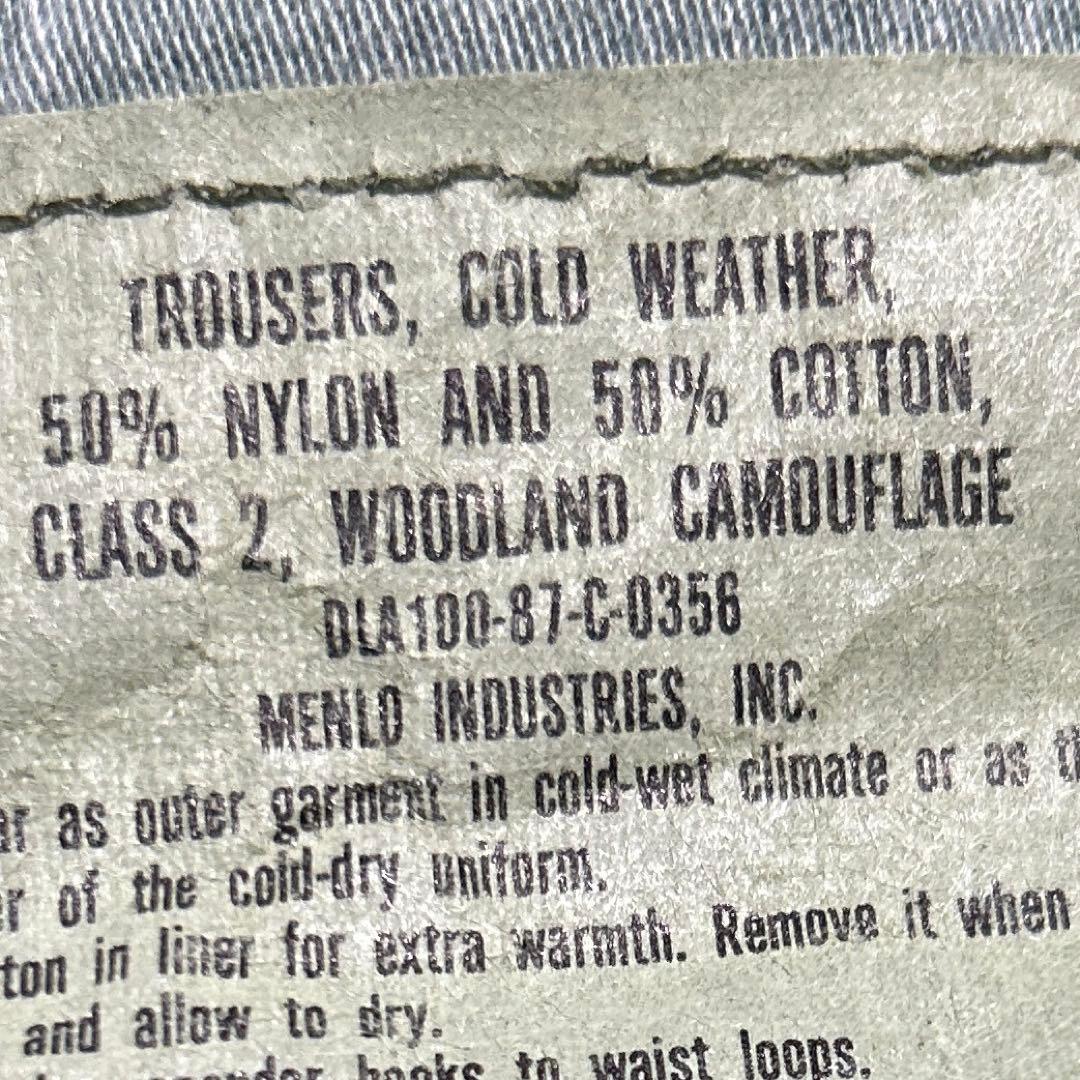 TROUSERS, COLD WEATHER,
50% NYLON AND 50% COTTON,
CLASS 2, WOODLAND CAMOUFLAGE
DLA100-87-C-0356
MENLO INDUSTRIES, INC.
as outer garment in cold-wet climate or as
of the cold-dry uniform.
in liner for extra warmth. Remove it when
and allow to dry.
hooks to waist loops.